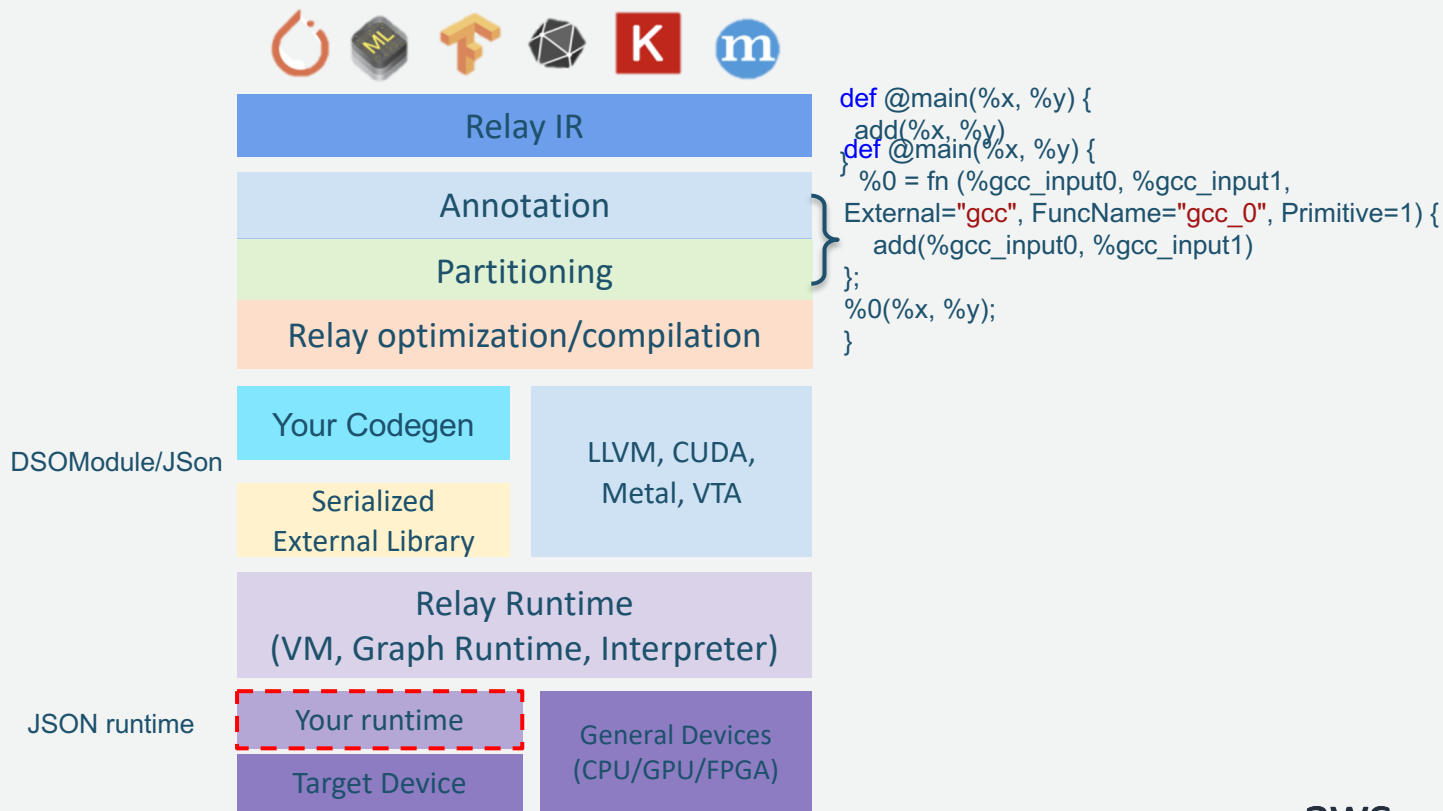 ML
K
m
Relay IR
Annotation
Partitioning
Relay optimization/compilation
def @main(%x, %y) {
add(%x, %y)
}
def @main(%x, %y) {
%0 = fn (%gcc_input0, %gcc_input1,
External="gcc", FuncName="gcc_0", Primitive=1) {
add(%gcc_input0, %gcc_input1)
};
%0(%x, %y);
}
DSOModule/JSon
Your Codegen
Serialized
External Library
LLVM, CUDA,
Metal, VTA
Relay Runtime
(VM, Graph Runtime, Interpreter)
JSON runtime
Your runtime
Target Device
General Devices
(CPU/GPU/FPGA)
aws